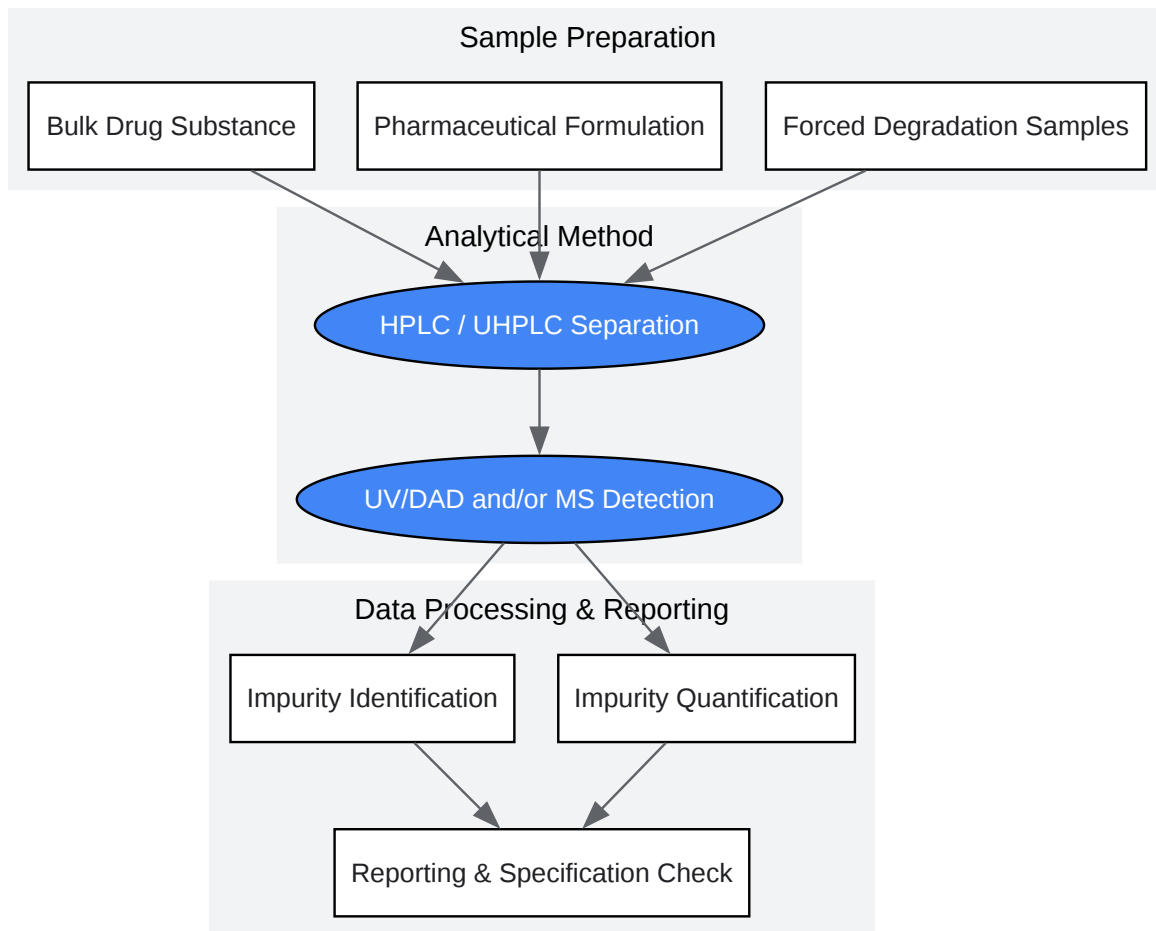 Sample Preparation
Bulk Drug Substance
Pharmaceutical Formulation
Forced Degradation Samples
Analytical Method
HPLC / UHPLC Separation
UV/DAD and/or MS Detection
Data Processing & Reporting
Impurity Identification
Impurity Quantification
Reporting & Specification Check